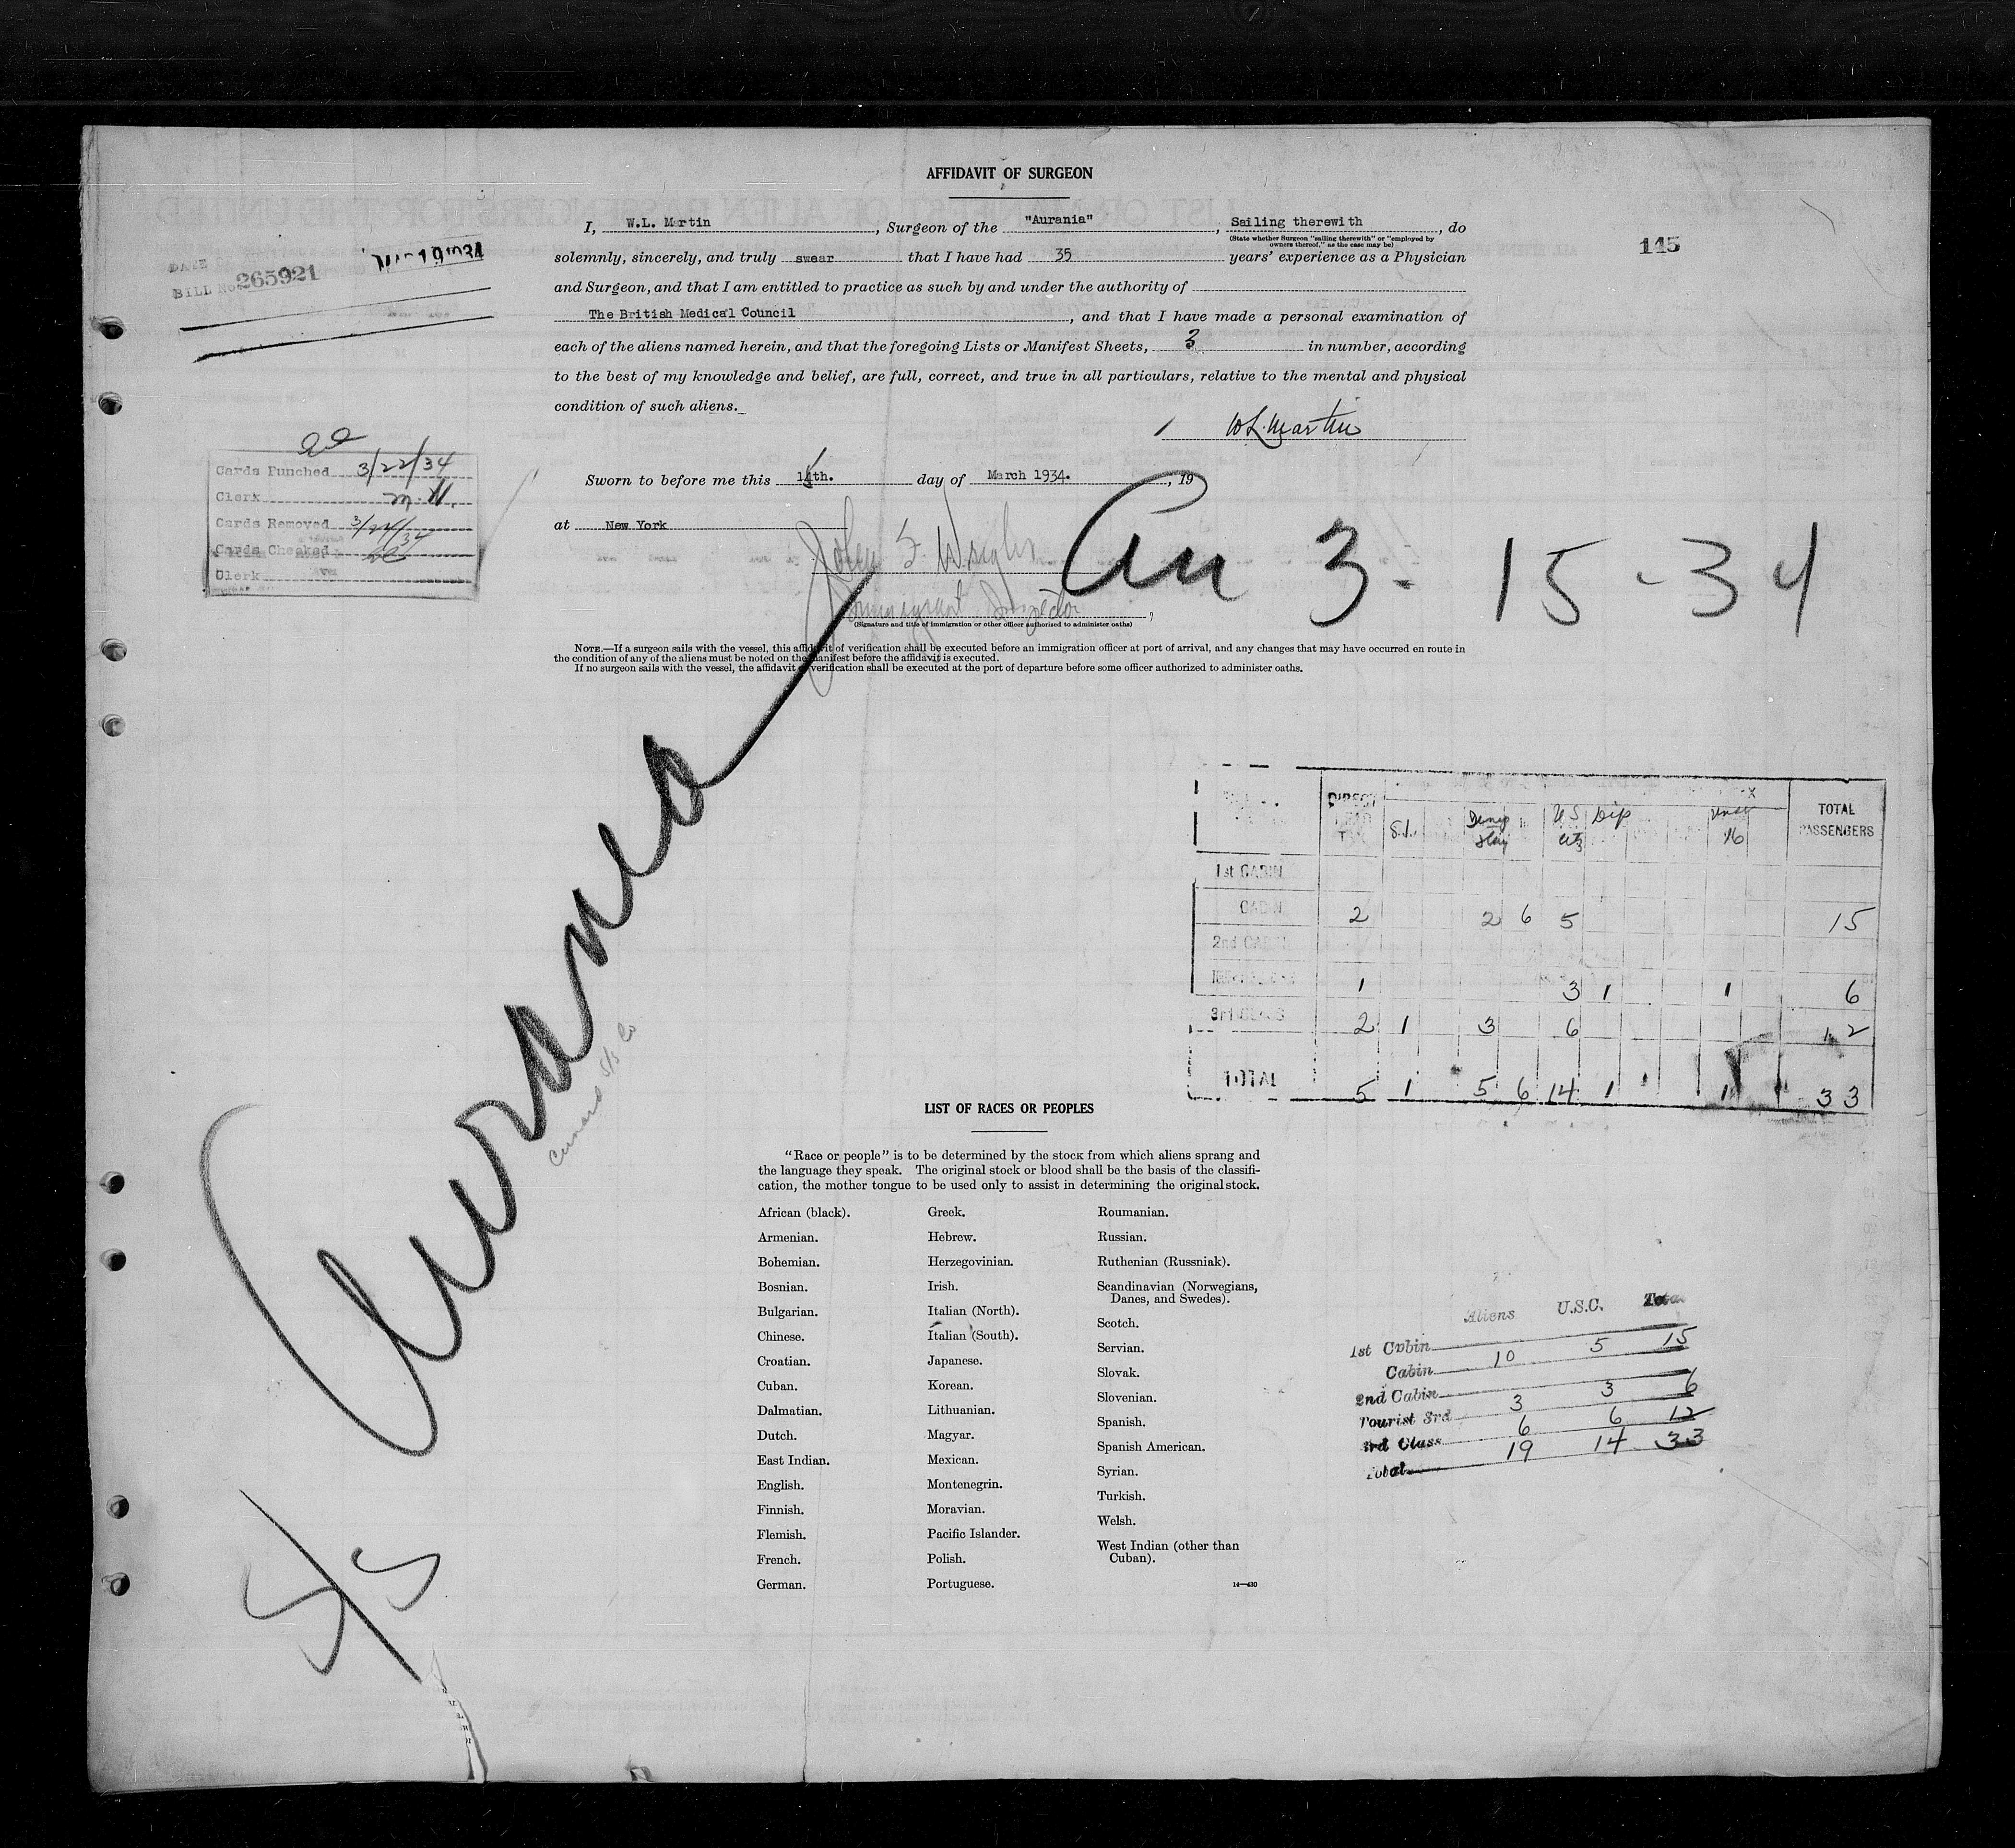 AFFIDAVIT OF SURGEON
I, W.L. Martin, Surgeon of the "Aurania", Sailing therewith, do
(State whether Surgeon "sailing therewith" or "employed by
owners thereof," as the case may be)
145
solemnly, sincerely, and truly swear that I have had 35 years' experience as a Physician
and Surgeon, and that I am entitled to practice as such by and under the authority of
The British Medical Council, and that I have made a personal examination of
each of the aliens named herein, and that the foregoing Lists or Manifest Sheets, 3 in number, according
to the best of my knowledge and belief, are full, correct, and true in all particulars, relative to the mental and physical
condition of such aliens.
W L Martin
Sworn to before me this 15th. day of March 1934., 19
at New York
(Signature and title of immigration or other officer authorized to administer oaths)
3-15-34
NOTE.—If a surgeon sails with the vessel, this affidavit of verification shall be executed before an immigration officer at port of arrival, and any changes that may have occurred en route in
the condition of any of the aliens must be noted on the manifest before the affidavit is executed.
If no surgeon sails with the vessel, the affidavit of verification shall be executed at the port of departure before some officer authorized to administer oaths.
BILL No 265921
MAR 19 1934
Cards Punched 3/22/34
Clerk M.H.
Cards Removed
Cards Checked
Clerk
S/S Aurania
Cunard S/S Co
DIRECT TOTAL
PASSENGERS
U S Dip
1st CABIN
CABIN 2 2 6 5 15
2nd CABIN
1 3 1 1 6
3rd CLASS 2 1 3 6 12
TOTAL 5 1 5 6 14 1 1 33
LIST OF RACES OR PEOPLES
"Race or people" is to be determined by the stock from which aliens sprang and
the language they speak. The original stock or blood shall be the basis of the classifi-
cation, the mother tongue to be used only to assist in determining the original stock.
African (black).
Armenian.
Bohemian.
Bosnian.
Bulgarian.
Chinese.
Croatian.
Cuban.
Dalmatian.
Dutch.
East Indian.
English.
Finnish.
Flemish.
French.
German.
Greek.
Hebrew.
Herzegovinian.
Irish.
Italian (North).
Italian (South).
Japanese.
Korean.
Lithuanian.
Magyar.
Mexican.
Montenegrin.
Moravian.
Pacific Islander.
Polish.
Portuguese.
Roumanian.
Russian.
Ruthenian (Russniak).
Scandinavian (Norwegians,
Danes, and Swedes).
Scotch.
Servian.
Slovak.
Slovenian.
Spanish.
Spanish American.
Syrian.
Turkish.
Welsh.
West Indian (other than
Cuban).
14—430
Aliens U.S.C. Total
1st Cabin
Cabin 10 5 15
2nd Cabin
Tourist 3rd 3 3 6
3rd Class 6 6 12
Total 19 14 33